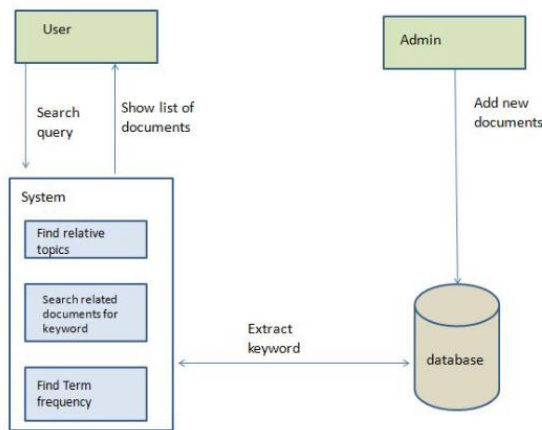 User
Admin
Search
query
Show list of
documents
Add new
documents
System
Find relative
topics
Search related
documents for
keyword
Find Term
frequency
Extract
keyword
database